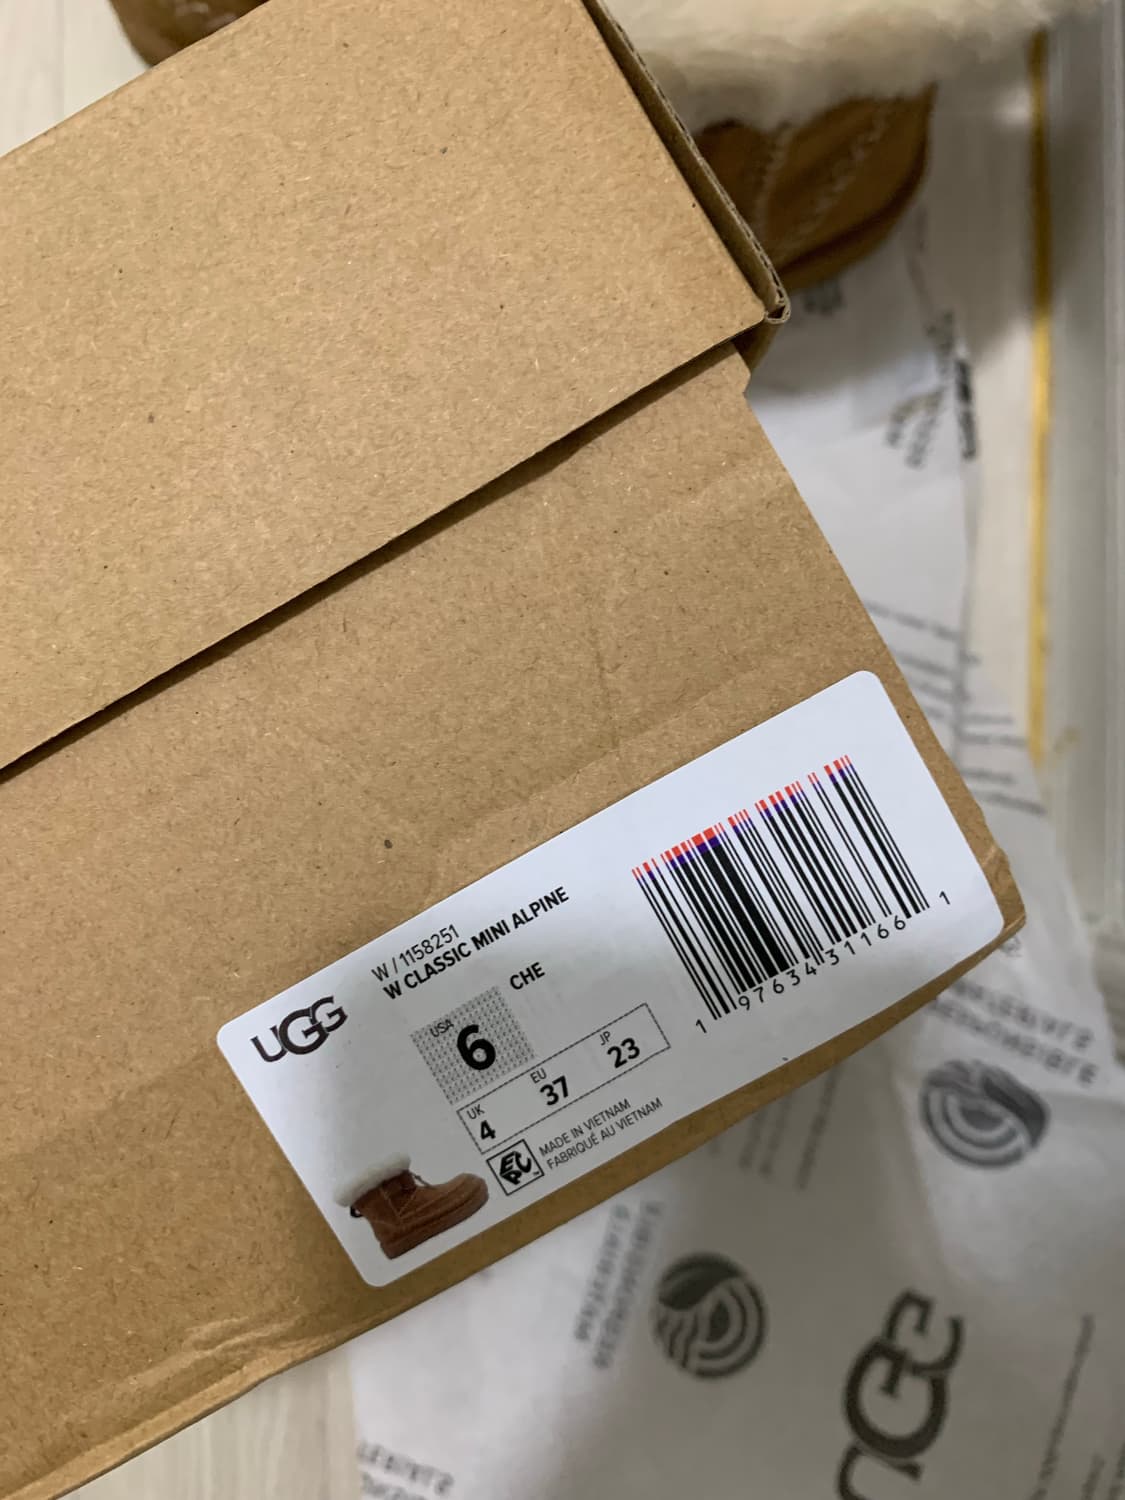 W / 1158251
W CLASSIC MINI ALPINE
UGG
CHE
USA
6
UK
4
EU
37
JP
23
MADE IN VIETNAM
FABRIQUÉ AU VIETNAM
1 97634 31166 1
UGG